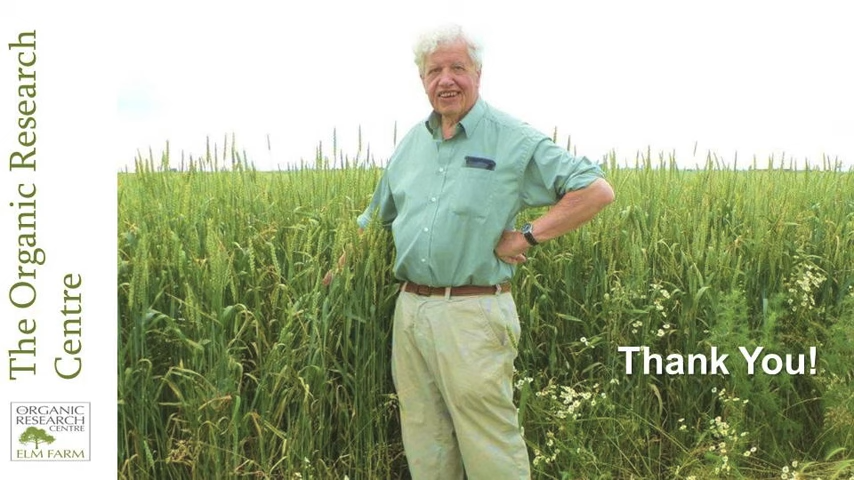 The Organic Research
Centre
ORGANIC
RESEARCH
CENTRE
ELM FARM
Thank You!